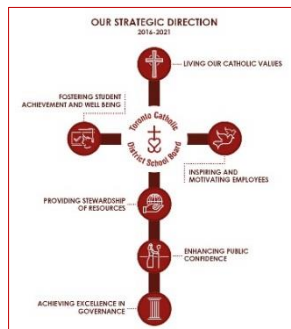 OUR STRATEGIC DIRECTION
2016-2021
LIVING OUR CATHOLIC VALUES
FOSTERING STUDENT
ACHIEVEMENT AND WELL BEING
Toronto Catholic
District School Board
INSPIRING AND
MOTIVATING EMPLOYEES
PROVIDING STEWARDSHIP
OF RESOURCES
ENHANCING PUBLIC
CONFIDENCE
ACHIEVING EXCELLENCE IN
GOVERNANCE